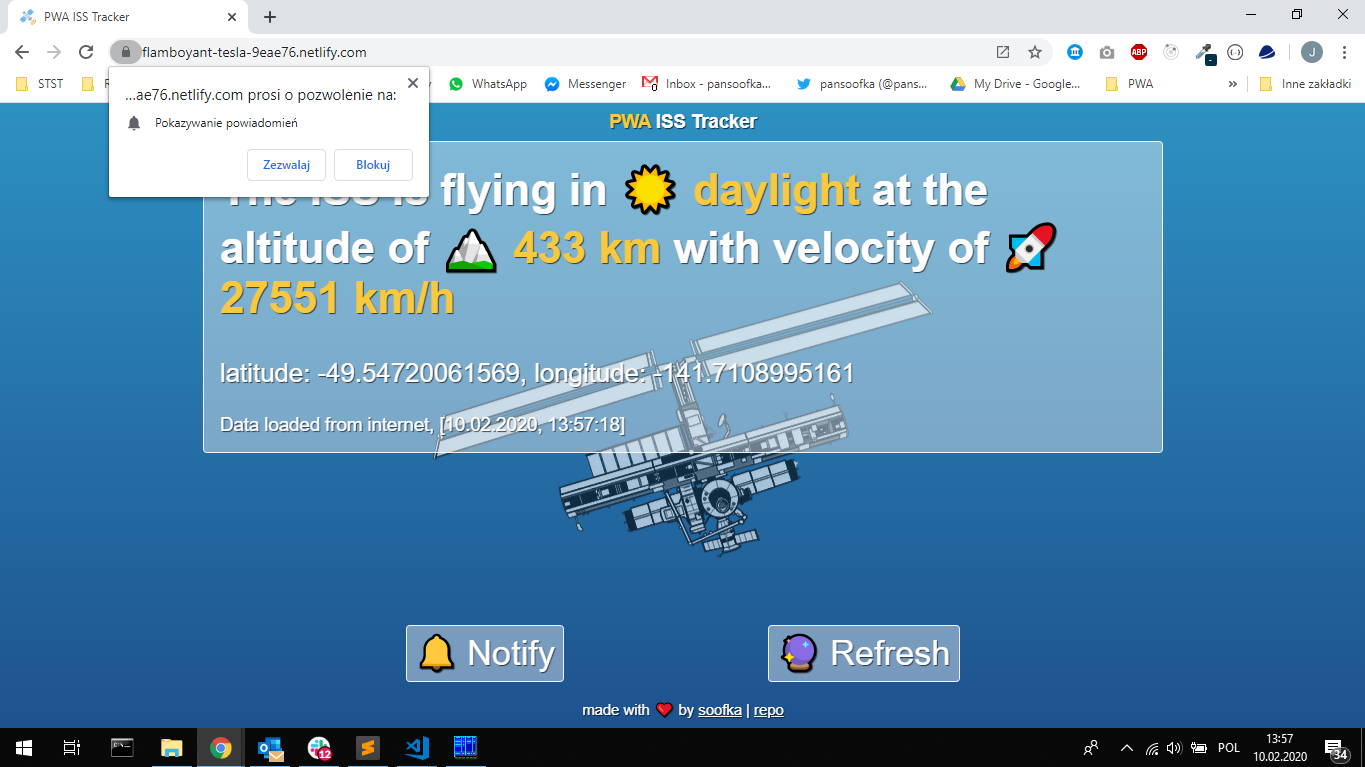 PWA ISS Tracker
flamboyant-tesla-9eae76.netlify.com
ABP
J
STST
WhatsApp
Messenger
Inbox - pansoofka...
pansoofka (@pans...
My Drive - Google...
PWA
»
Inne zakładki
...ae76.netlify.com prosi o pozwolenie na:
Pokazywanie powiadomień
Zezwalaj
Blokuj
PWA ISS Tracker
The ISS is flying in daylight at the
altitude of 433 km with velocity of
27551 km/h
latitude: -49.54720061569, longitude: -141.7108995161
Data loaded from internet, [10.02.2020, 13:57:18]
Notify
Refresh
made with by soofka | repo
12
POL
13:57
10.02.2020
34